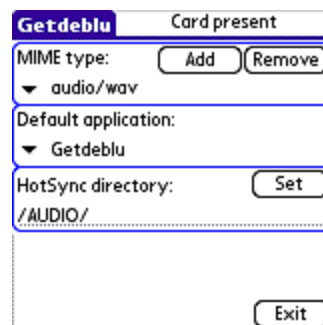 Getdeblu Card present
MIME type: Add Remove
audio/wav
Default application:
Getdeblu
HotSync directory: Set
/AUDIO/
Exit